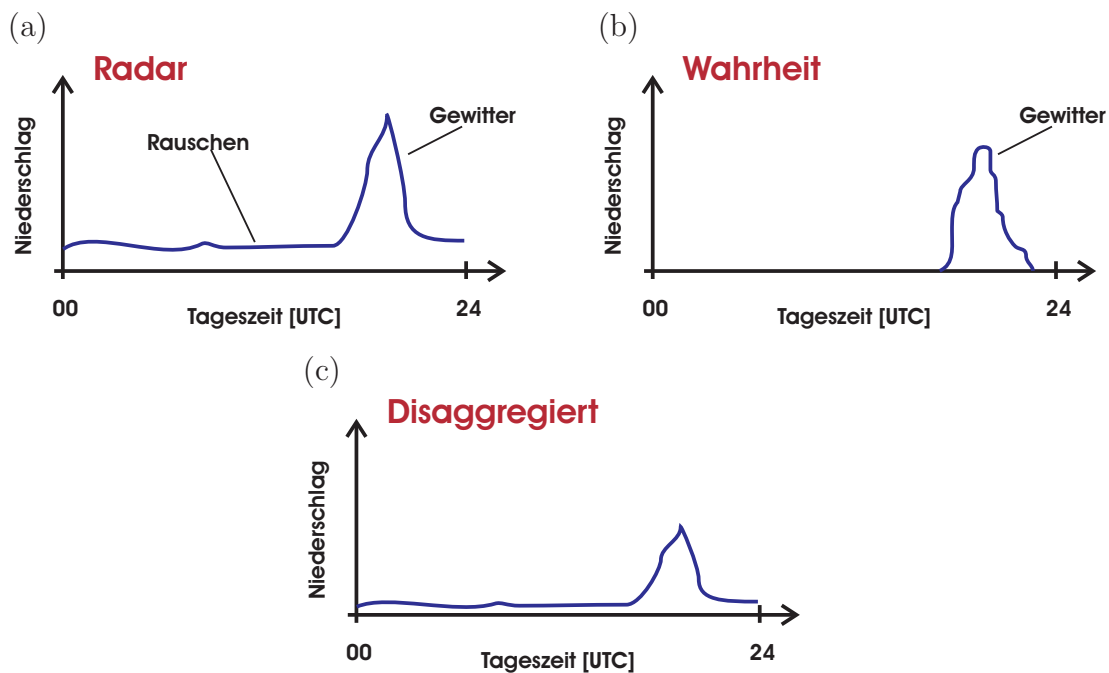 (a)
Radar
Niederschlag
Rauschen
Gewitter
00
24
Tageszeit [UTC]
(b)
Wahrheit
Niederschlag
Gewitter
00
24
Tageszeit [UTC]
(c)
Disaggregiert
Niederschlag
00
24
Tageszeit [UTC]